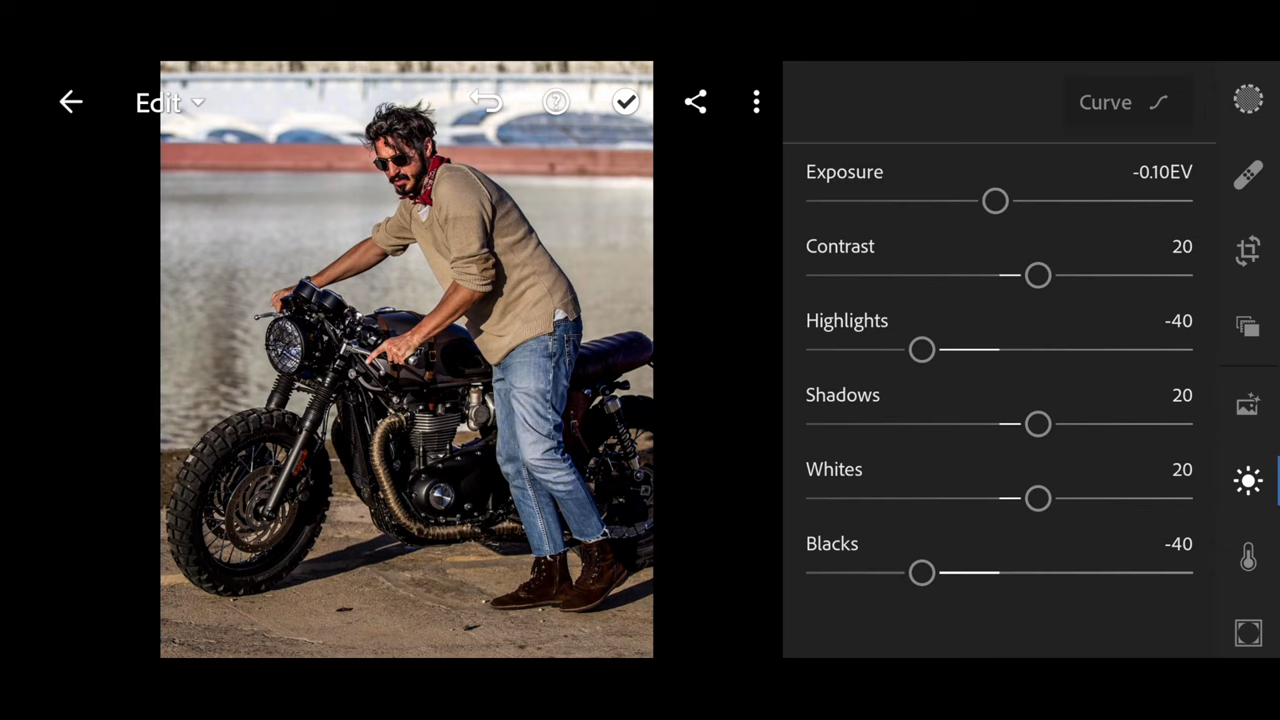 Edit
Curve
Exposure -0.10EV
Contrast 20
Highlights -40
Shadows 20
Whites 20
Blacks -40